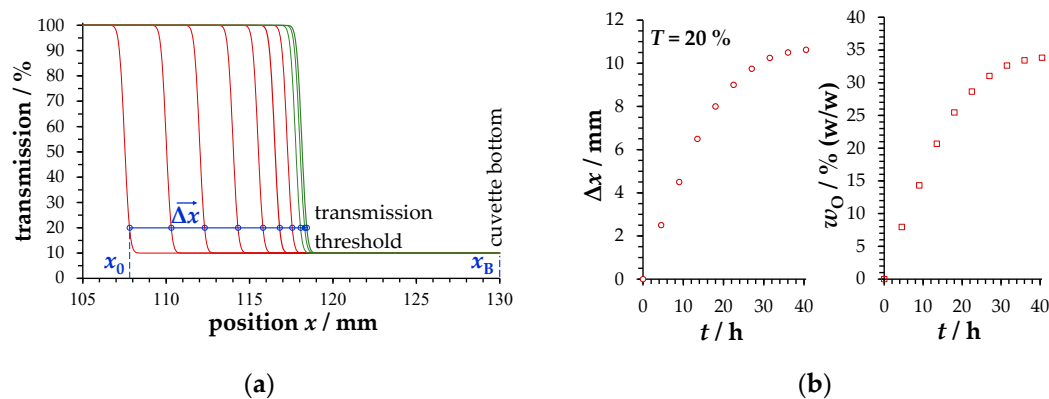 100
90
80
70
60
50
40
30
20
10
0
transmission / %
105
110
115
120
125
130
position x / mm
x0
Δx
transmission
threshold
xB
cuvette bottom
(a)
T = 20 %
12
10
8
6
4
2
0
Δx / mm
0
10
20
30
40
t / h
40
35
30
25
20
15
10
5
0
wO / % (w/w)
0
10
20
30
40
t / h
(b)